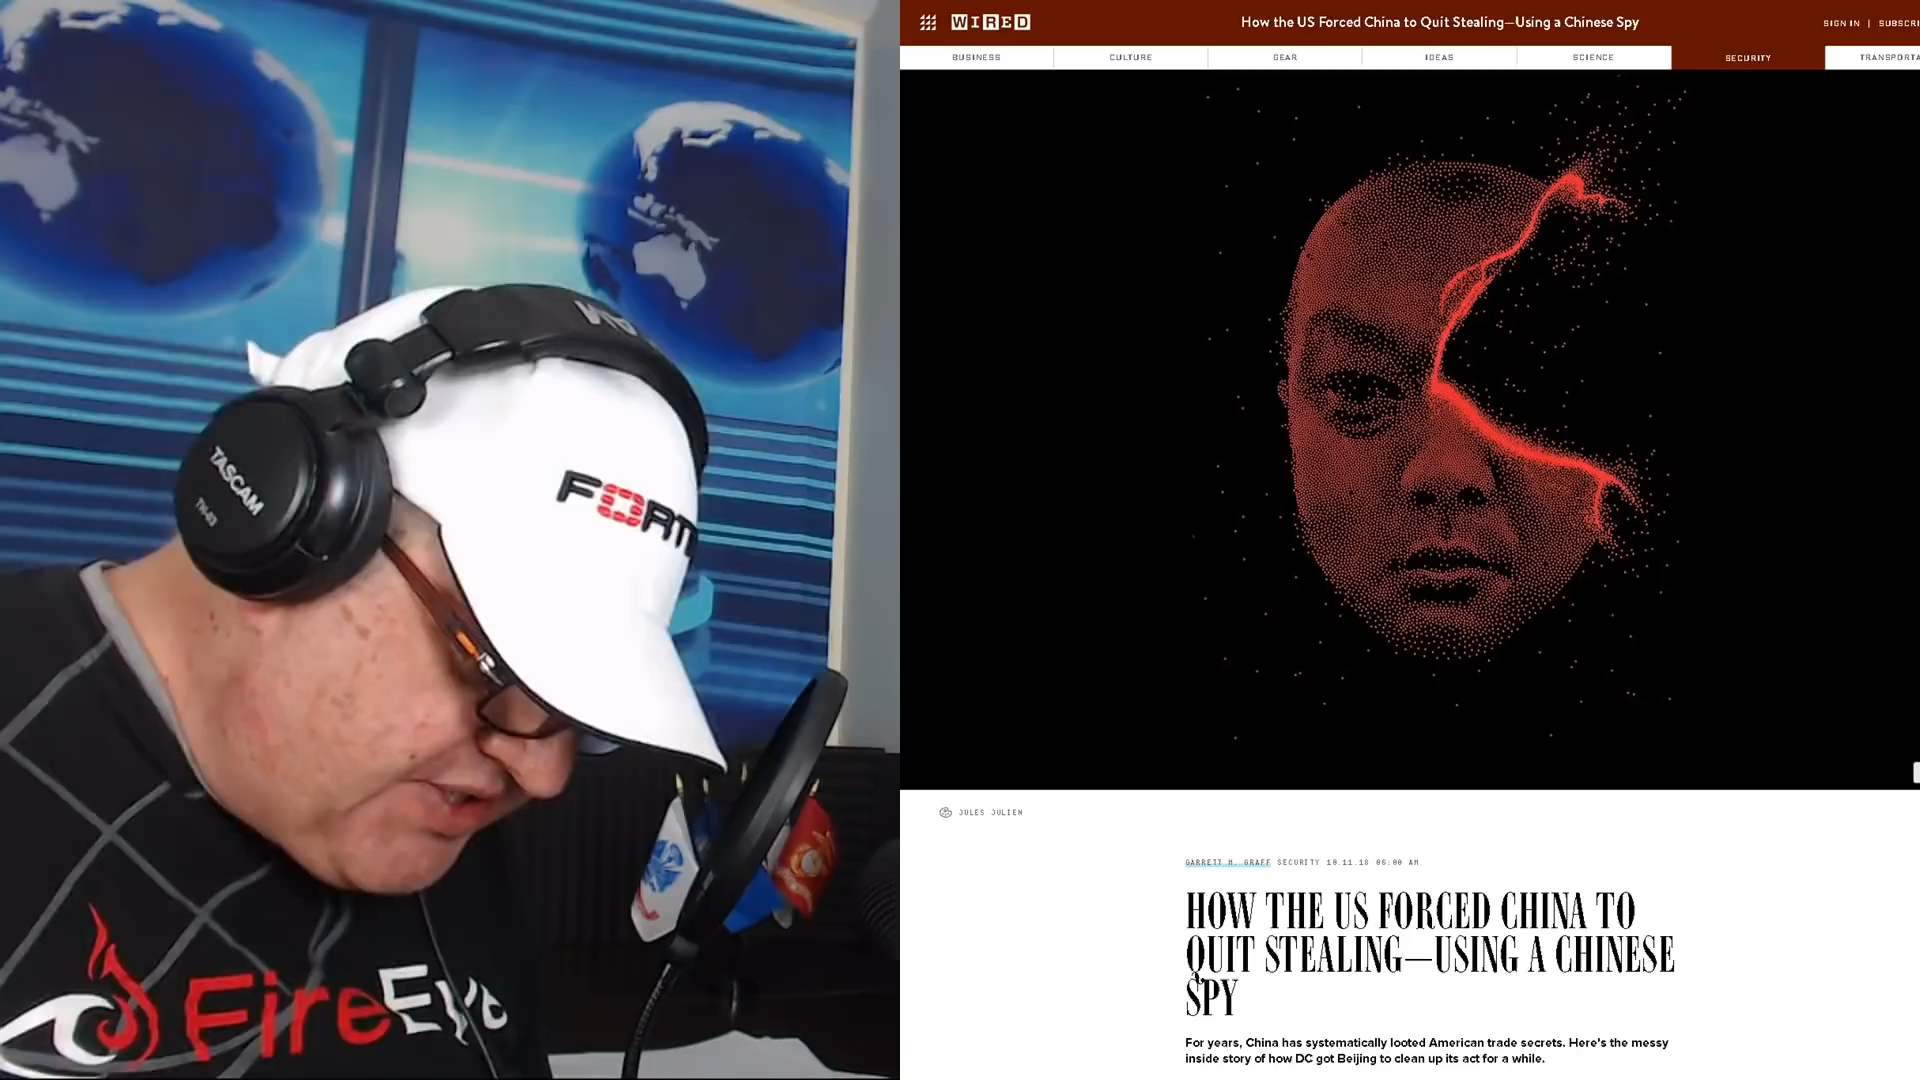 TASCAM
TH-03
FireEye
WIRED
How the US Forced China to Quit Stealing—Using a Chinese Spy
SIGN IN | SUBSCRI
BUSINESS
CULTURE
GEAR
IDEAS
SCIENCE
SECURITY
TRANSPORTA
JULES JULIEN
GARRETT M. GRAFF SECURITY 10.11.18 06:00 AM
HOW THE US FORCED CHINA TO
QUIT STEALING—USING A CHINESE
SPY
For years, China has systematically looted American trade secrets. Here's the messy
inside story of how DC got Beijing to clean up its act for a while.